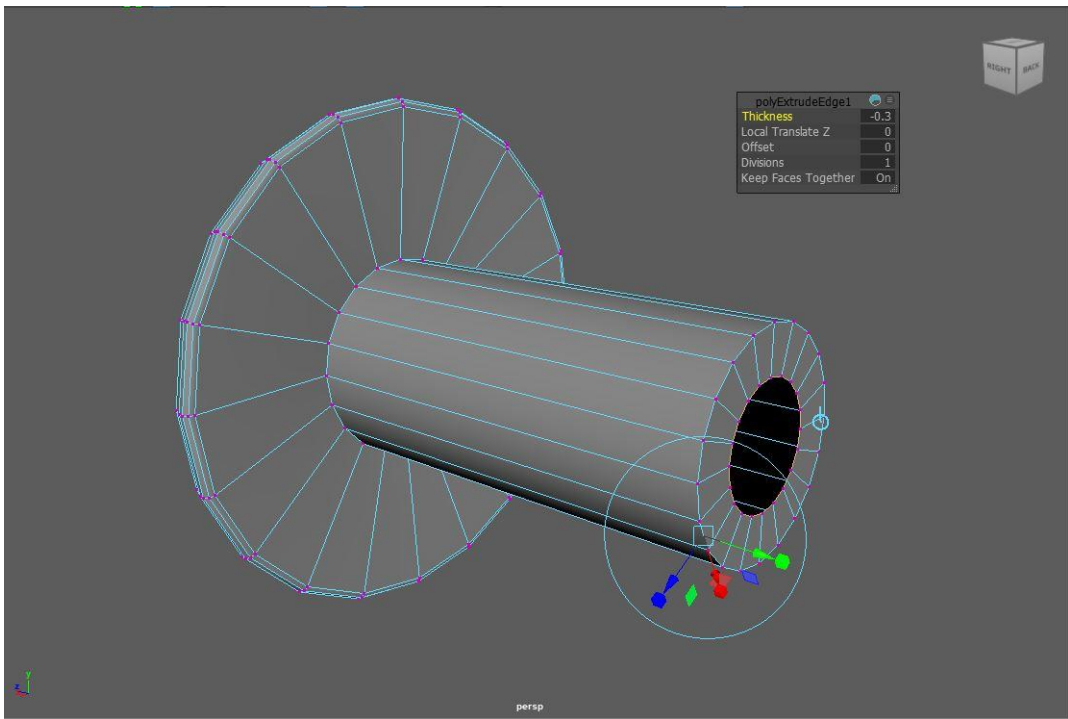 RIGHT BACK
polyExtrudeEdge1
Thickness -0.3
Local Translate Z 0
Offset 0
Divisions 1
Keep Faces Together On
y
z
persp